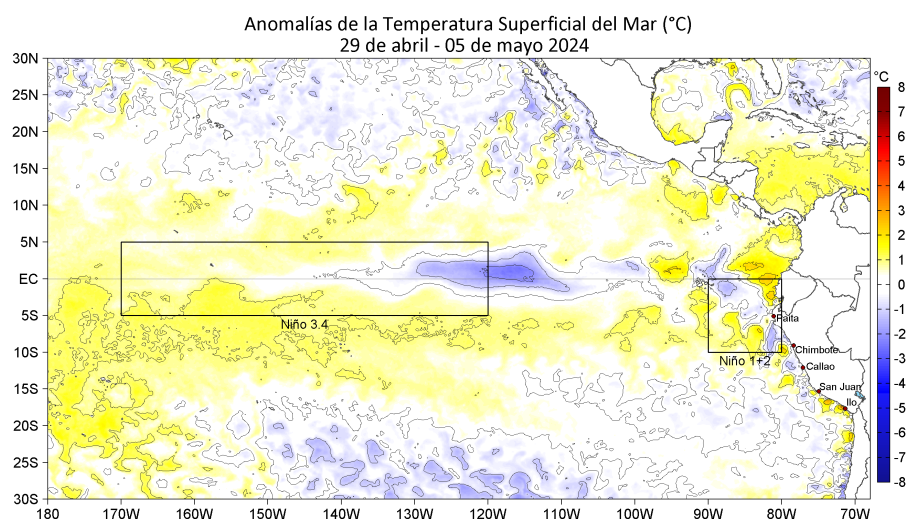 Anomalías de la Temperatura Superficial del Mar (°C)
29 de abril - 05 de mayo 2024
30N
25N
20N
15N
10N
5N
EC
5S
10S
15S
20S
25S
30S
180
170W
160W
150W
140W
130W
120W
110W
100W
90W
80W
70W
Niño 3.4
Niño 1+2
Paita
Chimbote
Callao
San Juan
Ilo
°C
8
7
6
5
4
3
2
1
0
-1
-2
-3
-4
-5
-6
-7
-8